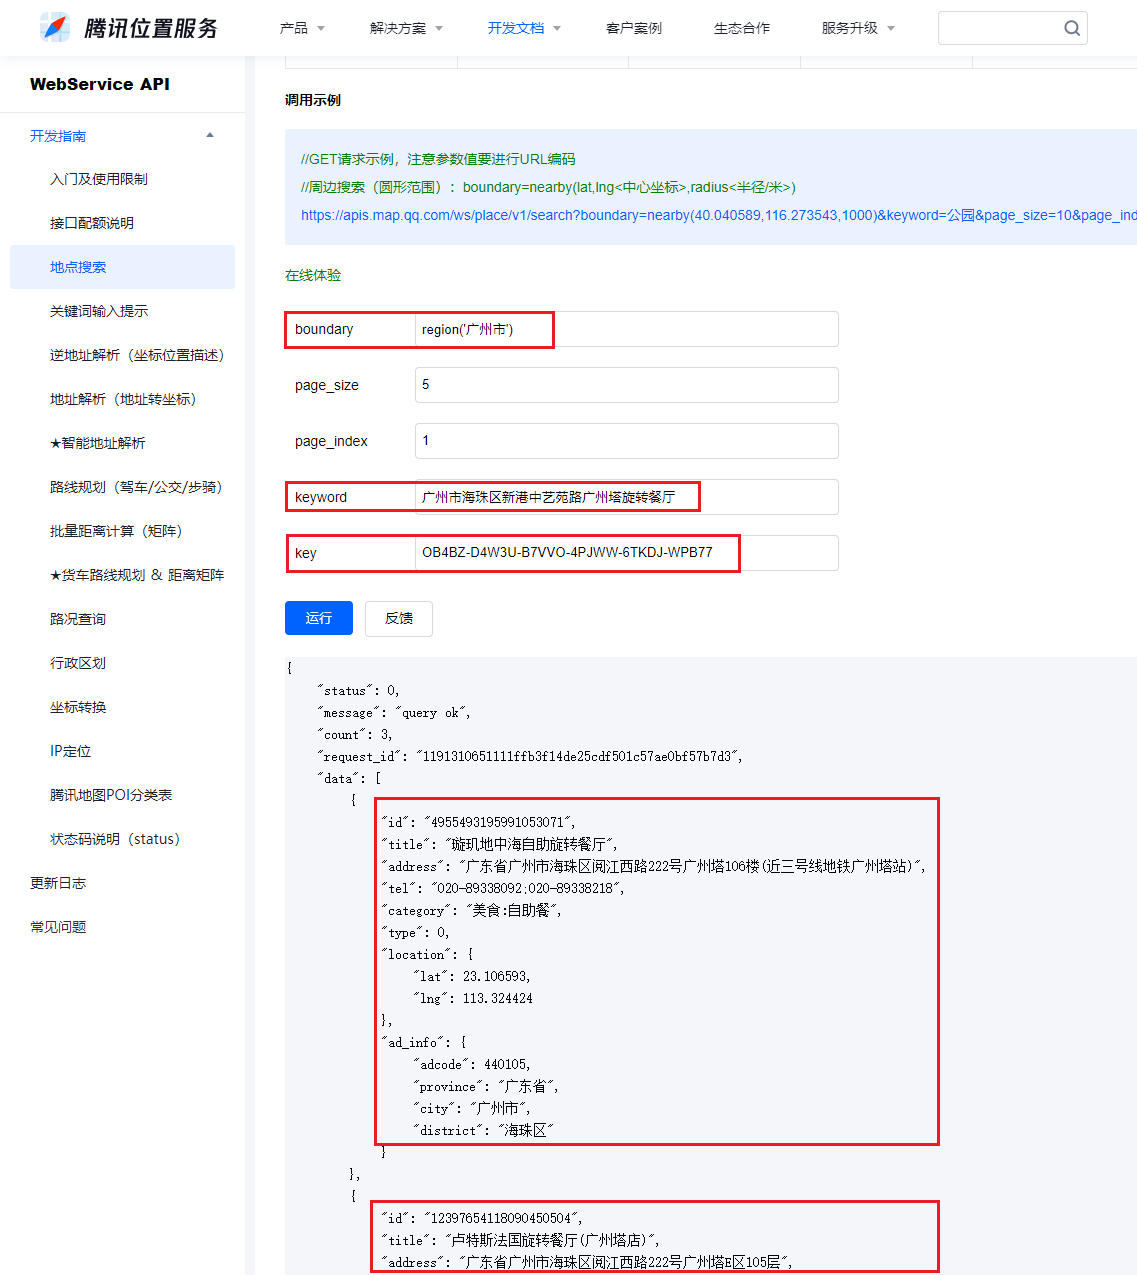 腾讯位置服务
产品 解决方案 开发文档 客户案例 生态合作 服务升级
WebService API
开发指南
入门及使用限制
接口配额说明
地点搜索
关键词输入提示
逆地址解析（坐标位置描述）
地址解析（地址转坐标）
★智能地址解析
路线规划（驾车/公交/步骑）
批量距离计算（矩阵）
★货车路线规划 & 距离矩阵
路况查询
行政区划
坐标转换
IP定位
腾讯地图POI分类表
状态码说明（status）
更新日志
常见问题
调用示例
//GET请求示例，注意参数值要进行URL编码
//周边搜索（圆形范围）：boundary=nearby(lat,lng<中心坐标>,radius<半径/米>)
https://apis.map.qq.com/ws/place/v1/search?boundary=nearby(40.040589,116.273543,1000)&keyword=公园&page_size=10&page_ind
在线体验
boundary region('广州市')
page_size 5
page_index 1
keyword 广州市海珠区新港中艺苑路广州塔旋转餐厅
key OB4BZ-D4W3U-B7VVO-4PJWW-6TKDJ-WPB77
运行 反馈
{
"status": 0,
"message": "query ok",
"count": 3,
"request_id": "1191310651111ffb3f14de25cdf501c57ae0bf57b7d3",
"data": [
{
"id": "4955493195991053071",
"title": "璇玑地中海自助旋转餐厅",
"address": "广东省广州市海珠区阅江西路222号广州塔106楼(近三号线地铁广州塔站)",
"tel": "020-89338092;020-89338218",
"category": "美食:自助餐",
"type": 0,
"location": {
"lat": 23.106593,
"lng": 113.324424
},
"ad_info": {
"adcode": 440105,
"province": "广东省",
"city": "广州市",
"district": "海珠区"
}
},
{
"id": "12397654118090450504",
"title": "卢特斯法国旋转餐厅(广州塔店)",
"address": "广东省广州市海珠区阅江西路222号广州塔E区105层",